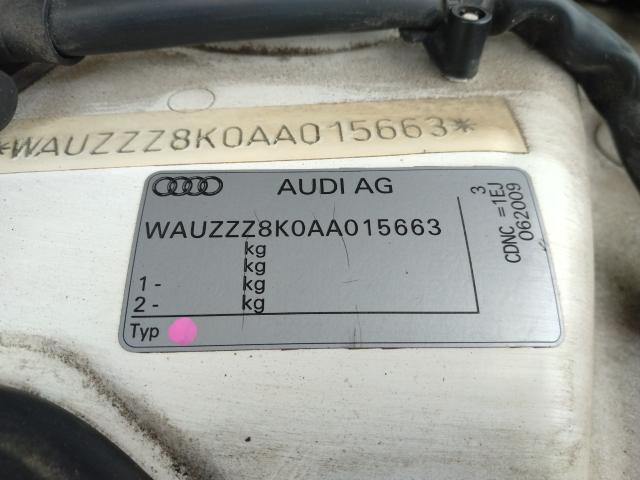 *WAUZZZ8K0AA015663*
AUDI AG
WAUZZZ8K0AA015663
kg
kg
1 - kg
2 - kg
Typ
3
CDNC =1EJ
062009